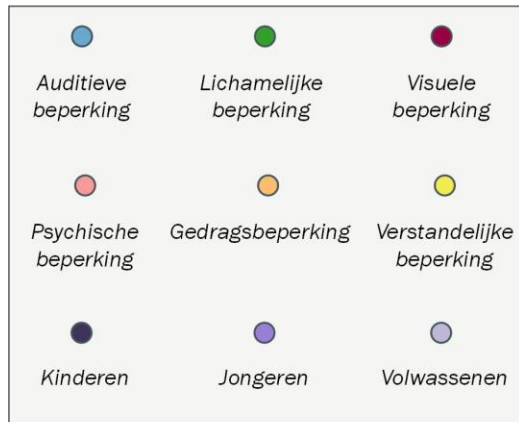 Auditieve beperking
Lichamelijke beperking
Visuele beperking
Psychische beperking
Gedragsbeperking
Verstandelijke beperking
Kinderen
Jongeren
Volwassenen